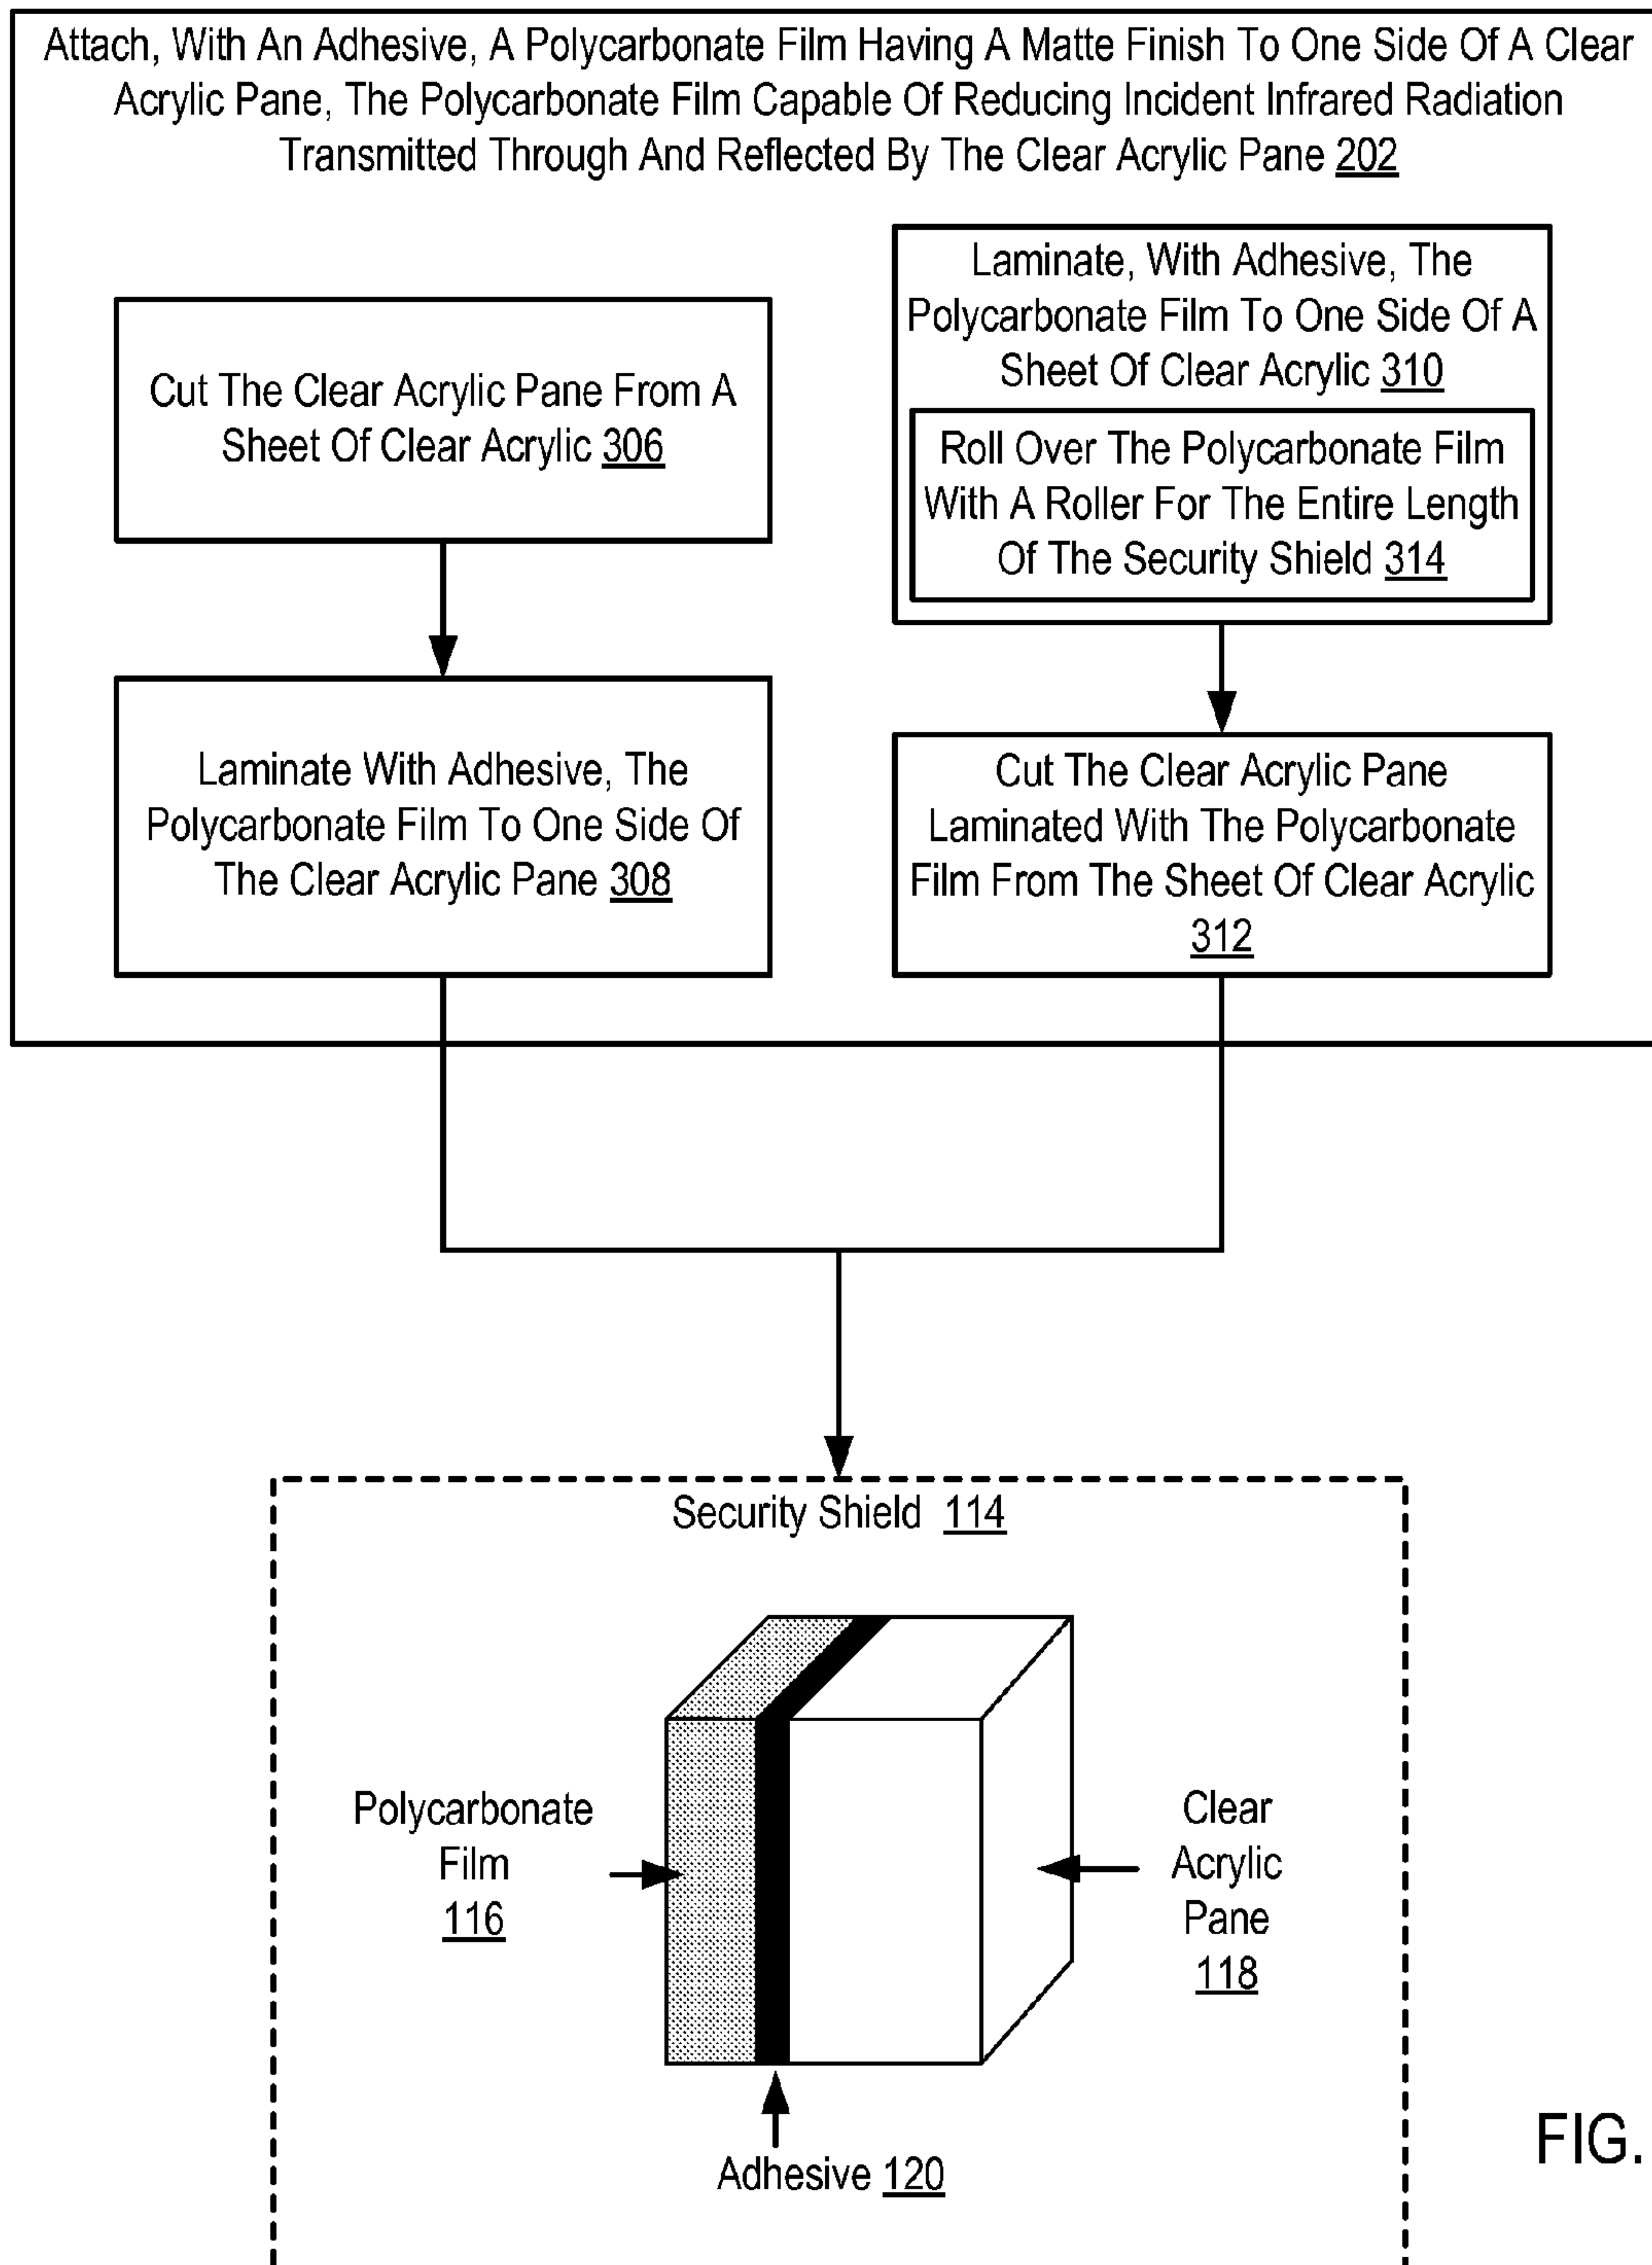 Attach, With An Adhesive, A Polycarbonate Film Having A Matte Finish To One Side Of A Clear
Acrylic Pane, The Polycarbonate Film Capable Of Reducing Incident Infrared Radiation
Transmitted Through And Reflected By The Clear Acrylic Pane 202
Cut The Clear Acrylic Pane From A
Sheet Of Clear Acrylic 306
Laminate With Adhesive, The
Polycarbonate Film To One Side Of
The Clear Acrylic Pane 308
Laminate, With Adhesive, The
Polycarbonate Film To One Side Of A
Sheet Of Clear Acrylic 310
Roll Over The Polycarbonate Film
With A Roller For The Entire Length
Of The Security Shield 314
Cut The Clear Acrylic Pane
Laminated With The Polycarbonate
Film From The Sheet Of Clear Acrylic
312
Security Shield 114
Polycarbonate
Film
116
Clear
Acrylic
Pane
118
Adhesive 120
FIG.